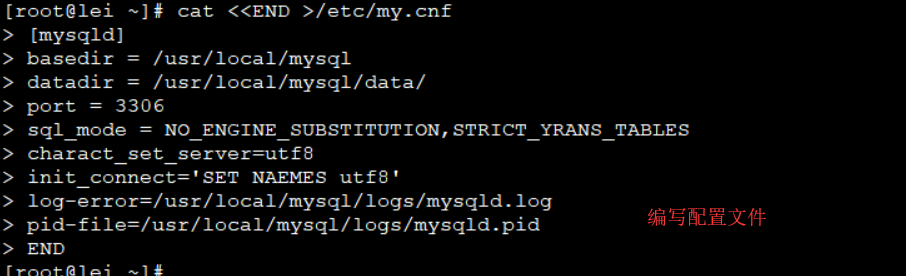 [root@lei ~]# cat <<END >/etc/my.cnf
> [mysqld]
> basedir = /usr/local/mysql
> datadir = /usr/local/mysql/data/
> port = 3306
> sql_mode = NO_ENGINE_SUBSTITUTION,STRICT_YRANS_TABLES
> charact_set_server=utf8
> init_connect='SET NAEMES utf8'
> log-error=/usr/local/mysql/logs/mysqld.log
> pid-file=/usr/local/mysql/logs/mysqld.pid
编写配置文件
> END
[root@lei ~]#